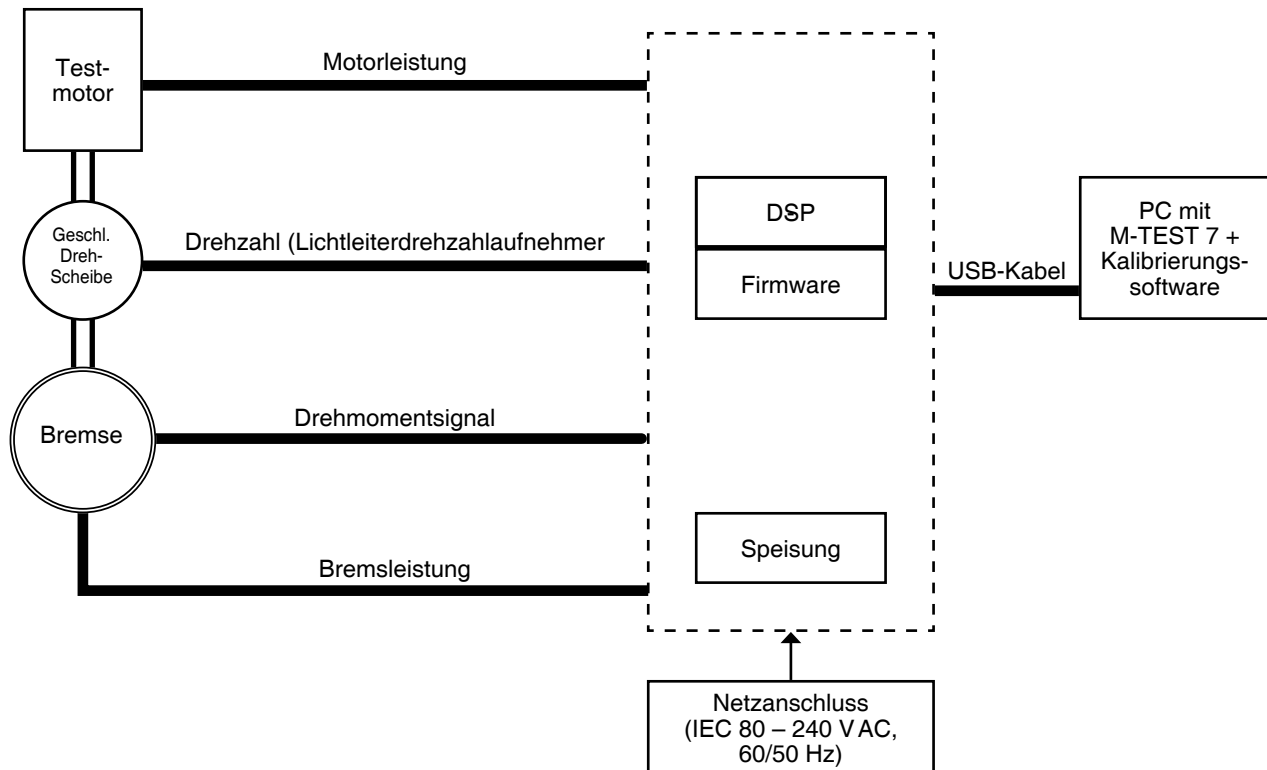 Test-
motor
Motorleistung
Geschl.
Dreh-
Scheibe
Drehzahl (Lichtleiterdrehzahlaufnehmer
DSP
Firmware
USB-Kabel
PC mit
M-TEST 7 +
Kalibrierungs-
software
Bremse
Drehmomentsignal
Speisung
Bremsleistung
Netzanschluss
(IEC 80 – 240 V AC,
60/50 Hz)